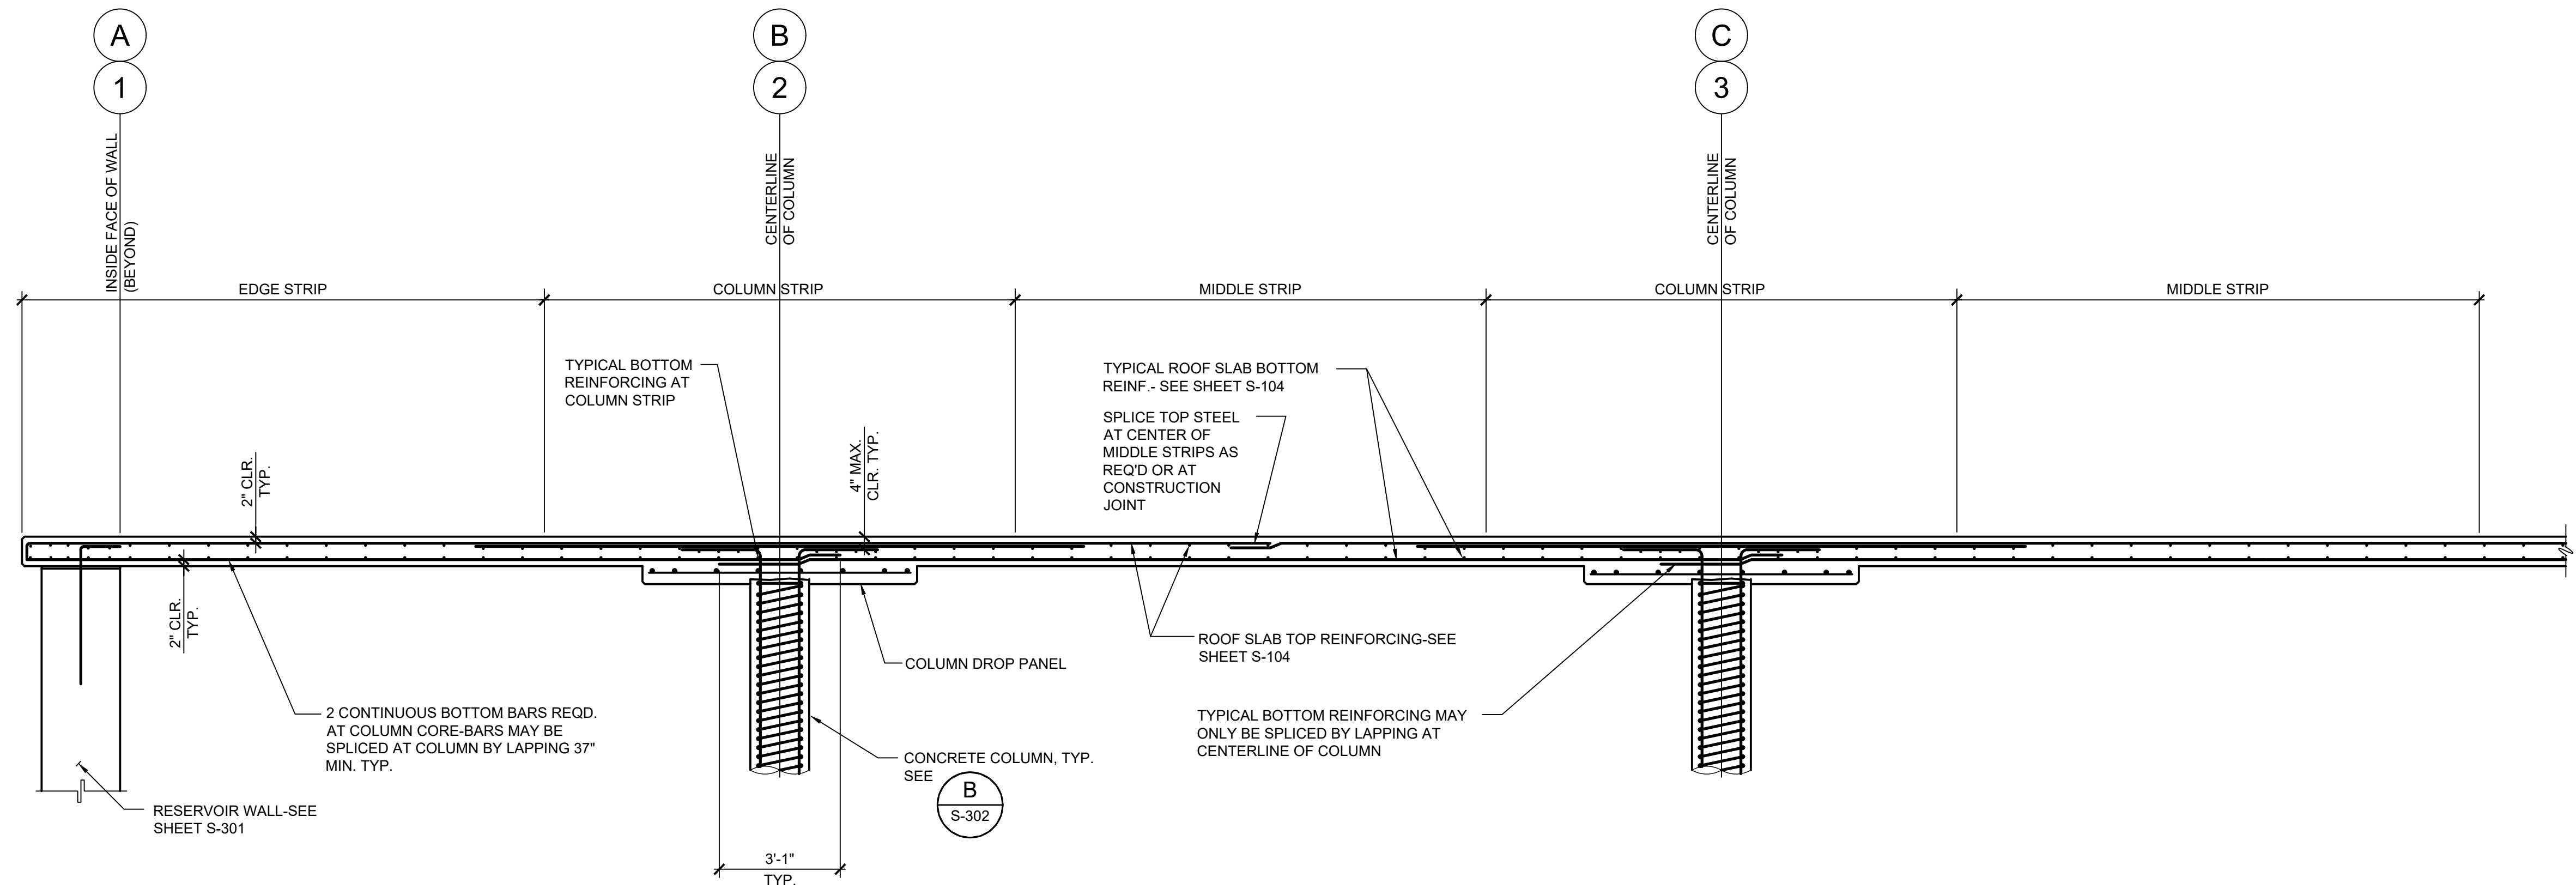 A
1
B
2
C
3
INSIDE FACE OF WALL
(BEYOND)
CENTERLINE
OF COLUMN
CENTERLINE
OF COLUMN
EDGE STRIP
COLUMN STRIP
MIDDLE STRIP
COLUMN STRIP
MIDDLE STRIP
TYPICAL BOTTOM
REINFORCING AT
COLUMN STRIP
TYPICAL ROOF SLAB BOTTOM
REINF.- SEE SHEET S-104
SPLICE TOP STEEL
AT CENTER OF
MIDDLE STRIPS AS
REQ'D OR AT
CONSTRUCTION
JOINT
2" CLR.
TYP.
4" MAX.
CLR. TYP.
2" CLR.
TYP.
ROOF SLAB TOP REINFORCING-SEE
SHEET S-104
COLUMN DROP PANEL
2 CONTINUOUS BOTTOM BARS REQD.
AT COLUMN CORE-BARS MAY BE
SPLICED AT COLUMN BY LAPPING 37"
MIN. TYP.
TYPICAL BOTTOM REINFORCING MAY
ONLY BE SPLICED BY LAPPING AT
CENTERLINE OF COLUMN
CONCRETE COLUMN, TYP.
SEE
B
S-302
RESERVOIR WALL-SEE
SHEET S-301
3'-1"
TYP.